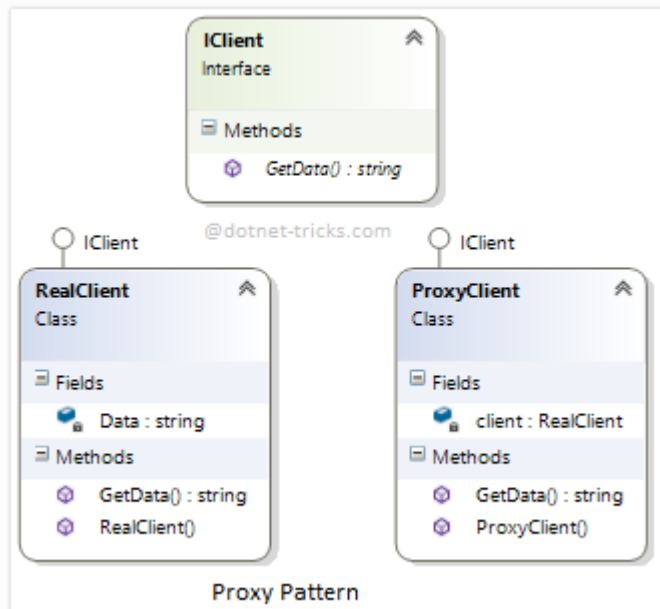 IClient
Interface
Methods
GetData() : string
@dotnet-tricks.com
IClient
RealClient
Class
Fields
Data : string
Methods
GetData() : string
RealClient()
IClient
ProxyClient
Class
Fields
client : RealClient
Methods
GetData() : string
ProxyClient()
Proxy Pattern